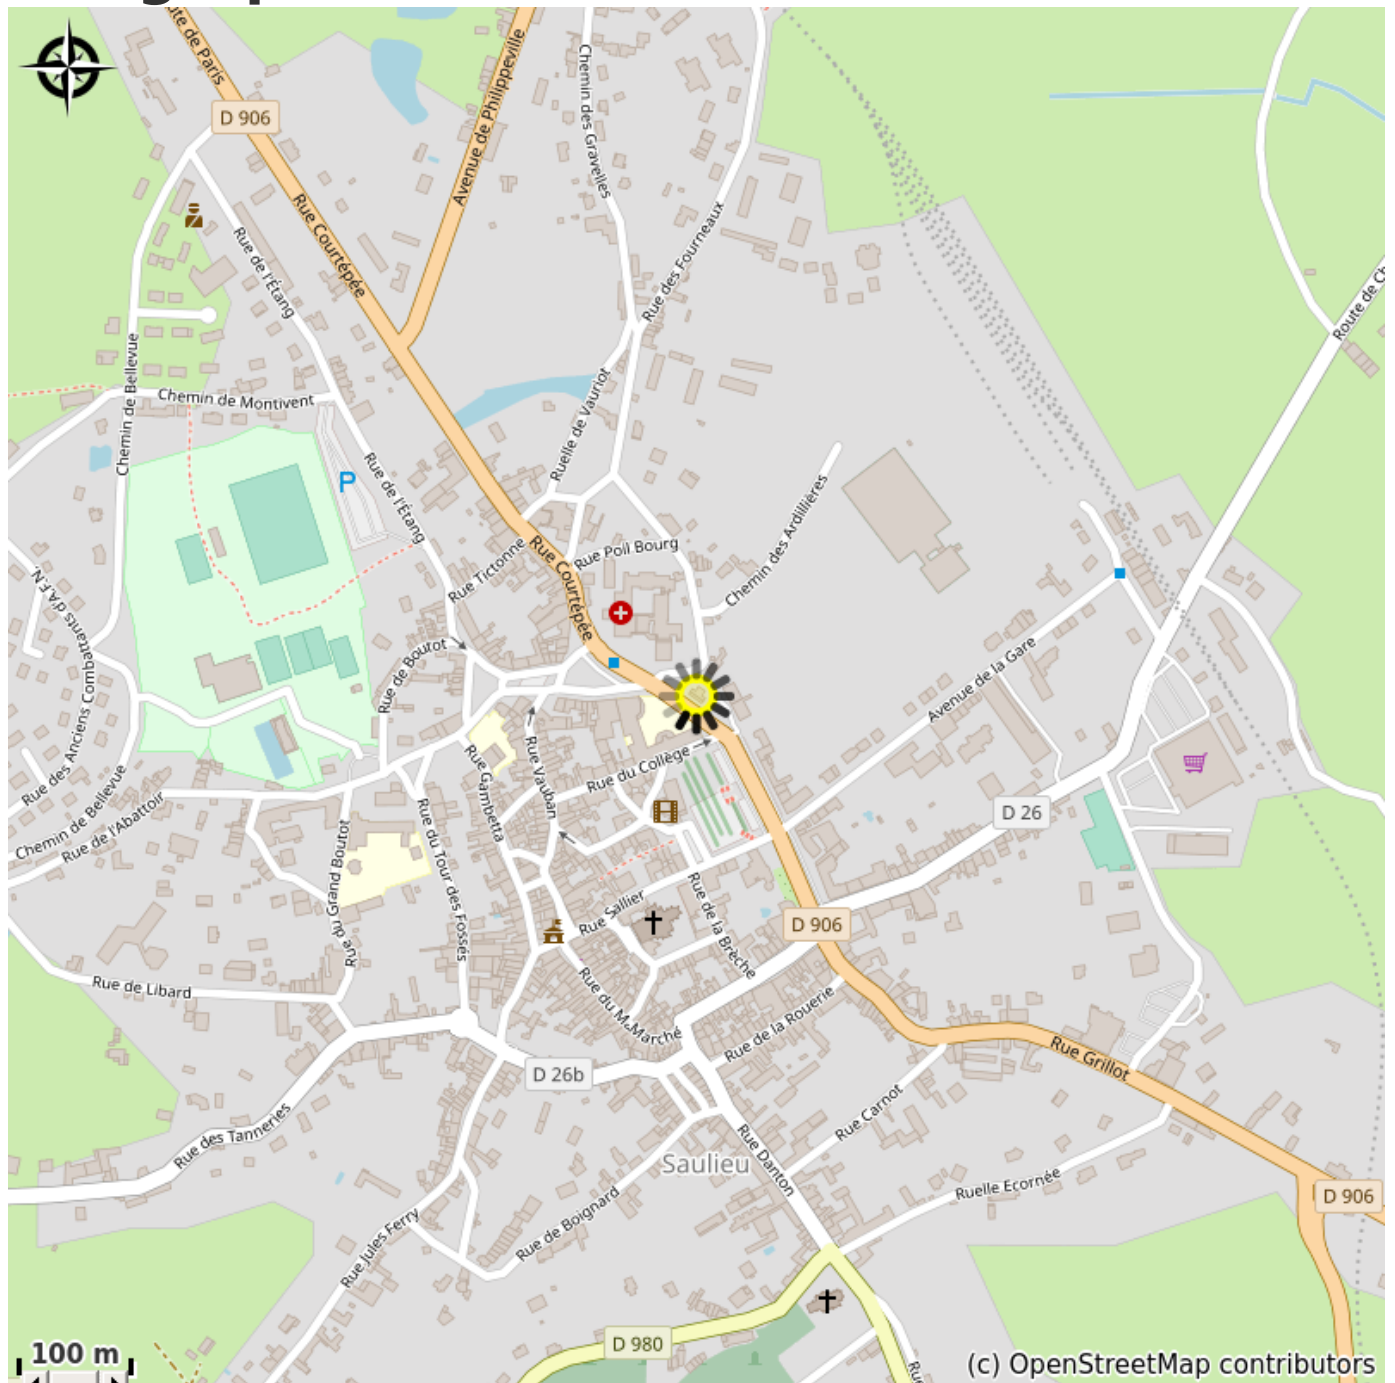 Route de Paris
D 906
Avenue de Philippeville
Chemin des Gravelles
Rue Courtépée
Rue de l'Étang
Rue des Fourneaux
Route de Ch
Chemin de Bellevue
Chemin de Montivent
Ruelle de Vauriot
P
Rue de l'Étang
Chemin des Ardillières
Rue Courtépée
Rue Poil Bourg
Rue Tictonne
Rue des Anciens Combattants d'A.F.N.
Rue de Boutot
Avenue de la Gare
Rue Gambetta
Rue Vauban
Rue du Collège
Chemin de Bellevue
Rue de l'Abattoir
D 26
Rue du Grand Boutot
Rue du Tour des Fossés
Rue Sallier
Rue de la Brèche
D 906
Rue de Libard
Rue du M
Marché
Rue de la Rouerie
D 26b
Rue Grillot
Rue Carnot
Rue des Tanneries
Rue Danton
Saulieu
Ruelle Ecornée
D 906
Rue de Boignard
Rue Jules Ferry
D 980
100 m
(c) OpenStreetMap contributors